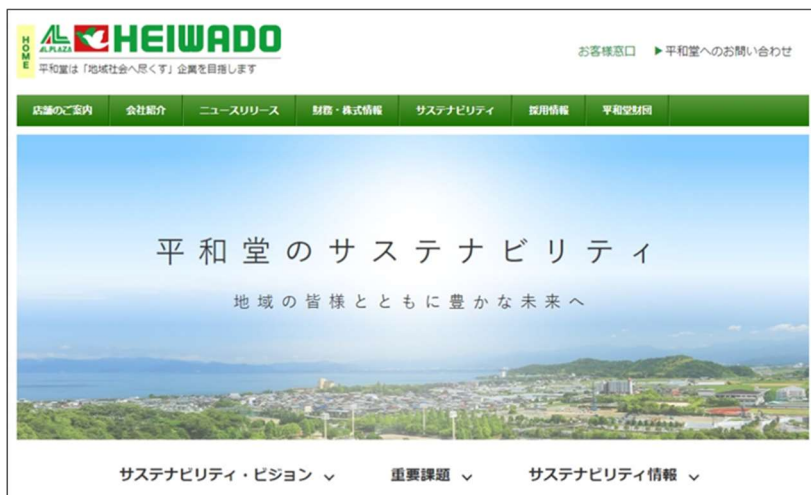 HOME
AL
AL.PLAZA
HEIWADO
平和堂は「地域社会へ尽くす」企業を目指します
お客様窓口 ▶平和堂へのお問い合わせ
店舗のご案内 会社紹介 ニュースリリース 財務・株式情報 サステナビリティ 採用情報 平和堂財団
平和堂のサステナビリティ
地域の皆様とともに豊かな未来へ
サステナビリティ・ビジョン 重要課題 サステナビリティ情報